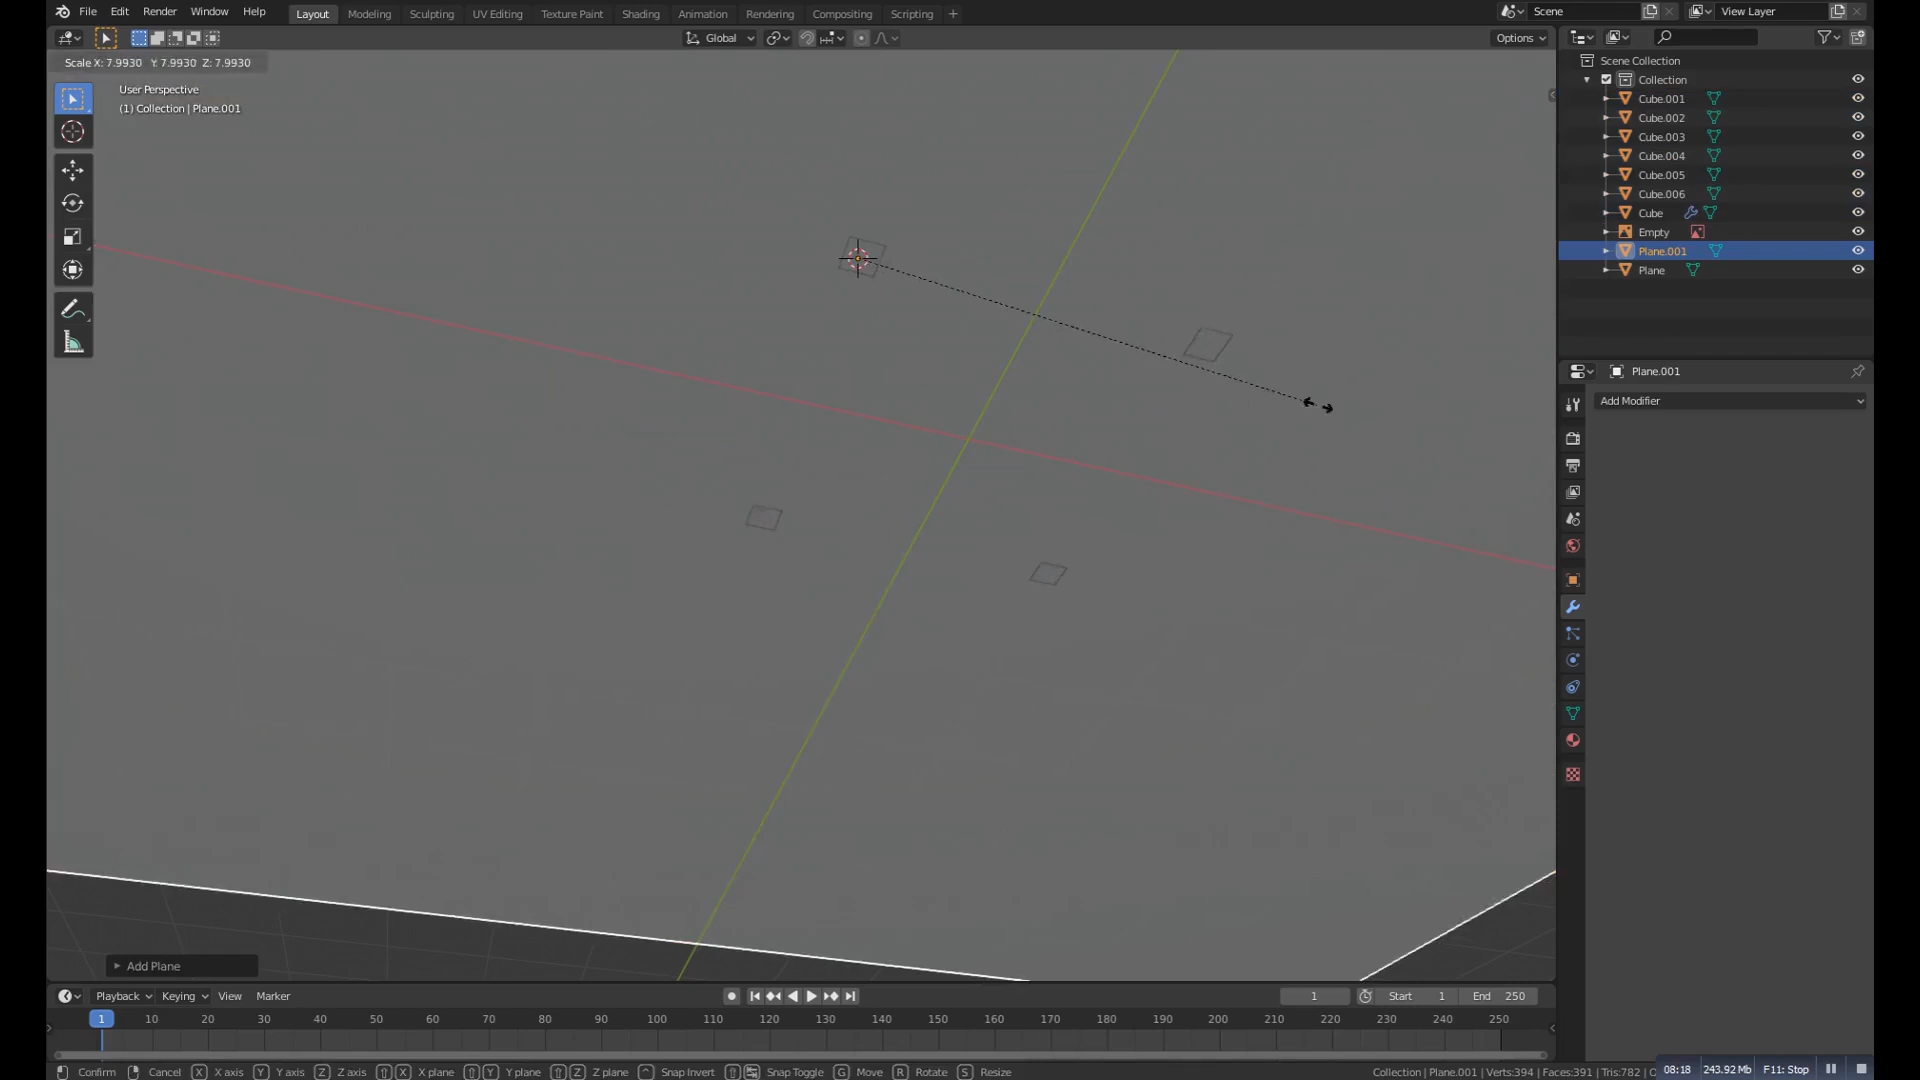 File Edit Render Window Help Layout Modeling Sculpting UV Editing Texture Paint Shading Animation Rendering Compositing Scripting + Scene View Layer
Global Options
Scale X: 7.9930 Y: 7.9930 Z: 7.9930
User Perspective
(1) Collection | Plane.001
Scene Collection
Collection
Cube.001
Cube.002
Cube.003
Cube.004
Cube.005
Cube.006
Cube
Empty
Plane.001
Plane
Plane.001
Add Modifier
Add Plane
Playback Keying View Marker 1 Start 1 End 250
1 10 20 30 40 50 60 70 80 90 100 110 120 130 140 150 160 170 180 190 200 210 220 230 240 250
Confirm Cancel X X axis Y Y axis Z Z axis X X plane Y Y plane Z Z plane Snap Invert Snap Toggle G Move R Rotate S Resize Collection | Plane.001 | Verts:394 | Faces:391 | Tris:782 | O 08:18 243.92 Mb F11: Stop